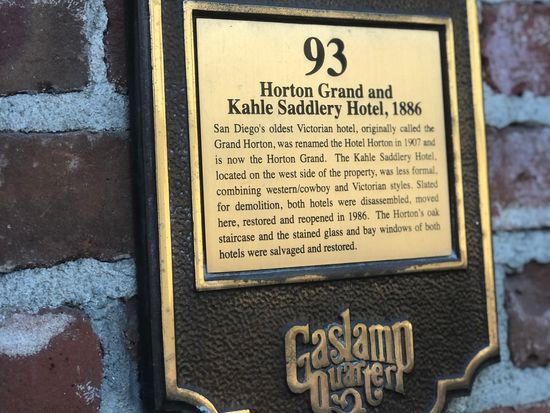 93
Horton Grand and
Kahle Saddlery Hotel, 1886
San Diego's oldest Victorian hotel, originally called the
Grand Horton, was renamed the Hotel Horton in 1907 and
is now the Horton Grand. The Kahle Saddlery Hotel,
located on the west side of the property, was less formal,
combining western/cowboy and Victorian styles. Slated
for demolition, both hotels were disassembled, moved
here, restored and reopened in 1986. The Horton's oak
staircase and the stained glass and bay windows of both
hotels were salvaged and restored.
Gaslamp
Quarter